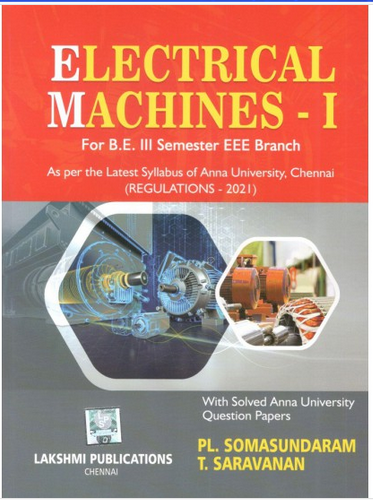 ELECTRICAL
MACHINES - I
For B.E. III Semester EEE Branch
As per the Latest Syllabus of Anna University, Chennai
(REGULATIONS - 2021)
With Solved Anna University
Question Papers
PL. SOMASUNDARAM
T. SARAVANAN
LAKSHMI PUBLICATIONS
CHENNAI